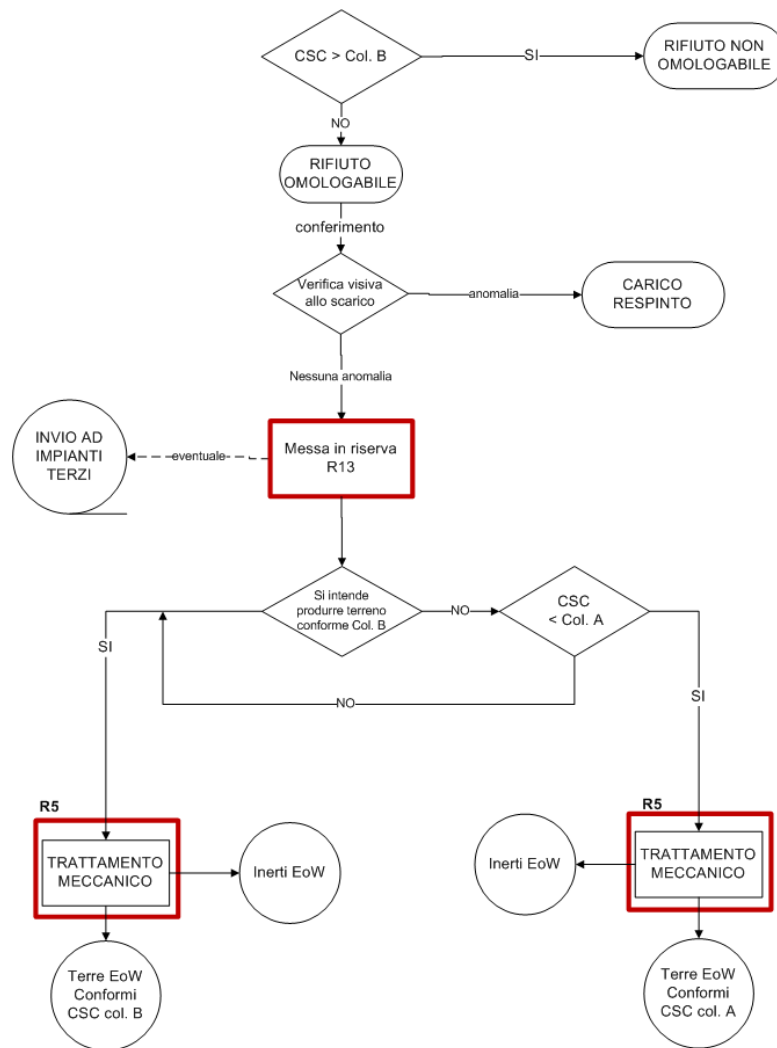 CSC > Col. B
SI
RIFIUTO NON
OMOLOGABILE
NO
RIFIUTO
OMOLOGABILE
conferimento
Verifica visiva
allo scarico
anomalia
CARICO
RESPINTO
Nessuna anomalia
INVIO AD
IMPIANTI
TERZI
eventuale
Messa in riserva
R13
Si intende
produrre terreno
conforme Col. B
NO
CSC
< Col. A
SI
NO
SI
R5
TRATTAMENTO
MECCANICO
Inerti EoW
Terre EoW
Conformi
CSC col. B
R5
Inerti EoW
TRATTAMENTO
MECCANICO
Terre EoW
Conformi
CSC col. A